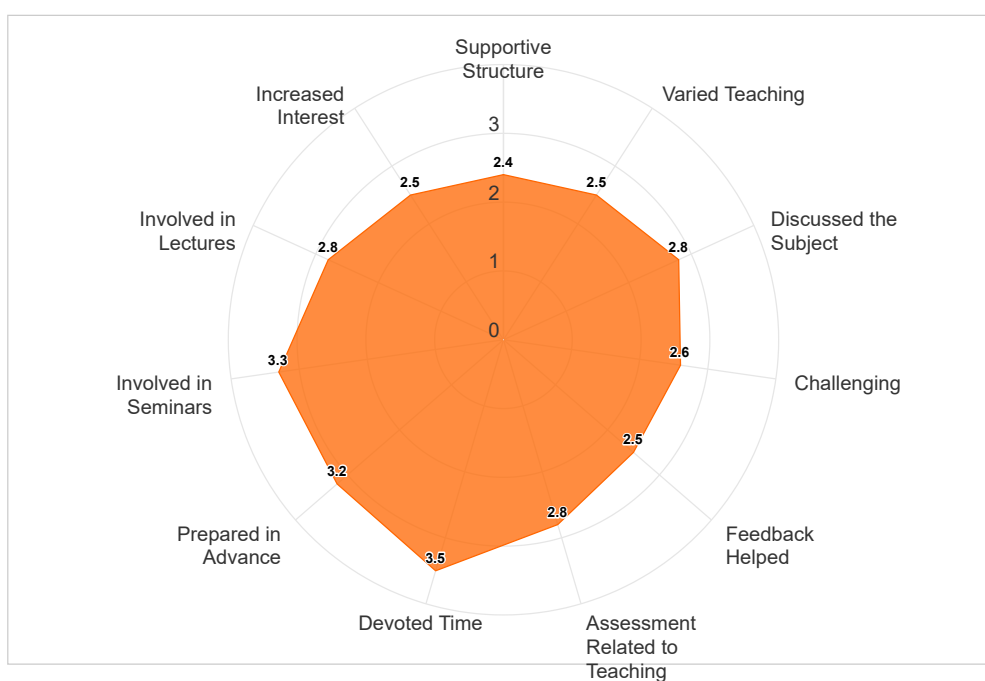 Supportive
Structure
Increased
Interest
Varied Teaching
3
2.4
2.5
2.5
2
Involved in
Lectures
Discussed the
Subject
2.8
2.8
1
0
3.3
2.6
Involved in
Seminars
Challenging
2.5
3.2
2.8
Prepared in
Advance
Feedback
Helped
3.5
Devoted Time
Assessment
Related to
Teaching